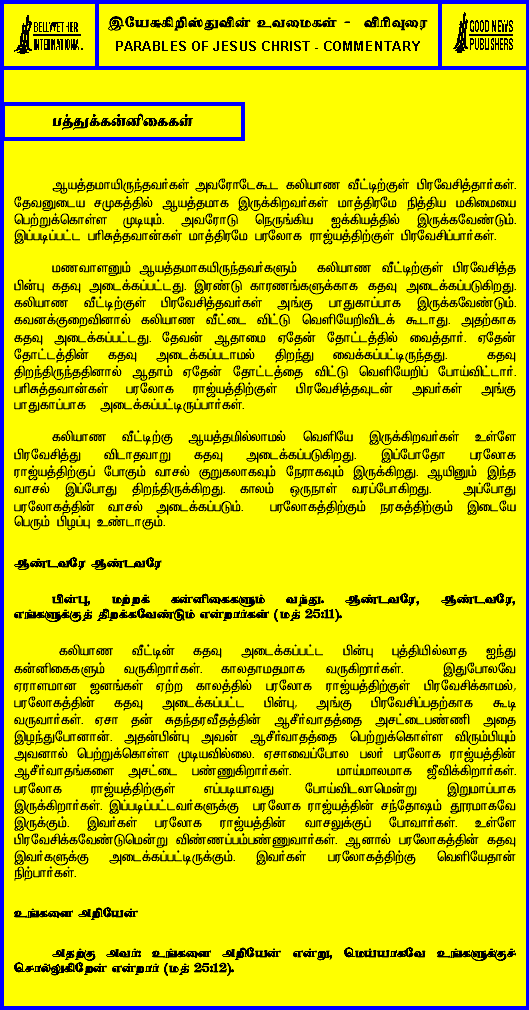 BELLWETHER
INTERNATIONAL
இயேசுகிறிஸ்துவின் உவமைகள் - விரிவுரை
PARABLES OF JESUS CHRIST - COMMENTARY
GOOD NEWS
PUBLISHERS
பத்துக்கன்னிகைகள்
ஆயத்தமாயிருந்தவர்கள் அவரோடேகூட கலியாண வீட்டிற்குள் பிரவேசித்தார்கள்.
தேவனுடைய சமுகத்தில் ஆயத்தமாக இருக்கிறவர்கள் மாத்திரமே நித்திய மகிமையை
பெற்றுக்கொள்ள முடியும். அவரோடு நெருங்கிய ஐக்கியத்தில் இருக்கவேண்டும்.
இப்படிப்பட்ட பரிசுத்தவான்கள் மாத்திரமே பரலோக ராஜ்யத்திற்குள் பிரவேசிப்பார்கள்.
மணவாளனும் ஆயத்தமாகயிருந்தவர்களும் கலியாண வீட்டிற்குள் பிரவேசித்த
பின்பு கதவு அடைக்கப்பட்டது. இரண்டு காரணங்களுக்காக கதவு அடைக்கப்படுகிறது.
கலியாண வீட்டிற்குள் பிரவேசித்தவர்கள் அங்கு பாதுகாப்பாக இருக்கவேண்டும்.
கவனக்குறைவினால் கலியாண வீட்டை விட்டு வெளியேறிவிடக் கூடாது. அதற்காக
கதவு அடைக்கப்பட்டது. தேவன் ஆதாமை ஏதேன் தோட்டத்தில் வைத்தார். ஏதேன்
தோட்டத்தின் கதவு அடைக்கப்படாமல் திறந்து வைக்கப்பட்டிருந்தது. கதவு
திறந்திருந்ததினால் ஆதாம் ஏதேன் தோட்டத்தை விட்டு வெளியேறிப் போய்விட்டார்.
பரிசுத்தவான்கள் பரலோக ராஜ்யத்திற்குள் பிரவேசித்தவுடன் அவர்கள் அங்கு
பாதுகாப்பாக அடைக்கப்பட்டிருப்பார்கள்.
கலியாண வீட்டிற்கு ஆயத்தமில்லாமல் வெளியே இருக்கிறவர்கள் உள்ளே
பிரவேசித்து விடாதவாறு கதவு அடைக்கப்படுகிறது. இப்போதோ பரலோக
ராஜ்யத்திற்குப் போகும் வாசல் குறுகலாகவும் நேராகவும் இருக்கிறது. ஆயினும் இந்த
வாசல் இப்போது திறந்திருக்கிறது. காலம் ஒருநாள் வரப்போகிறது. அப்போது
பரலோகத்தின் வாசல் அடைக்கப்படும். பரலோகத்திற்கும் நரகத்திற்கும் இடையே
பெரும் பிழப்பு உண்டாகும்.
ஆண்டவரே ஆண்டவரே
பின்பு, மற்றக் கன்னிகைகளும் வந்து. ஆண்டவரே, ஆண்டவரே,
எங்களுக்குத் திறக்கவேண்டும் என்றார்கள் (மத் 25:11).
கலியாண வீட்டின் கதவு அடைக்கப்பட்ட பின்பு புத்தியில்லாத ஐந்து
கன்னிகைகளும் வருகிறார்கள். காலதாமதமாக வருகிறார்கள். இதுபோலவே
ஏராளமான ஜனங்கள் ஏற்ற காலத்தில் பரலோக ராஜ்யத்திற்குள் பிரவேசிக்காமல்,
பரலோகத்தின் கதவு அடைக்கப்பட்ட பின்பு, அங்கு பிரவேசிப்பதற்காக கூடி
வருவார்கள். ஏசா தன் சுதந்தரவீதத்தின் ஆசீர்வாதத்தை அசட்டைபண்ணி அதை
இழந்துபோனான். அதன்பின்பு அவன் ஆசீர்வாதத்தை பெற்றுக்கொள்ள விரும்பியும்
அவனால் பெற்றுக்கொள்ள முடியவில்லை. ஏசாவைப்போல பலர் பரலோக ராஜ்யத்தின்
ஆசீர்வாதங்களை அசட்டை பண்ணுகிறார்கள். மாய்மாலமாக ஜீவிக்கிறார்கள்.
பரலோக ராஜ்யத்திற்குள் எப்படியாவது போய்விடலாமென்று இறுமாப்பாக
இருக்கிறார்கள். இப்படிப்பட்டவர்களுக்கு பரலோக ராஜ்யத்தின் சந்தோஷம் தூரமாகவே
இருக்கும். இவர்கள் பரலோக ராஜ்யத்தின் வாசலுக்குப் போவார்கள். உள்ளே
பிரவேசிக்கவேண்டுமென்று விண்ணப்பம்பண்ணுவார்கள். ஆனால் பரலோகத்தின் கதவு
இவர்களுக்கு அடைக்கப்பட்டிருக்கும். இவர்கள் பரலோகத்திற்கு வெளியேதான்
நிற்பார்கள்.
உங்களை அறியேன்
அதற்கு அவர்: உங்களை அறியேன் என்று, மெய்யாகவே உங்களுக்குச்
சொல்லுகிறேன் என்றார் (மத் 25:12).